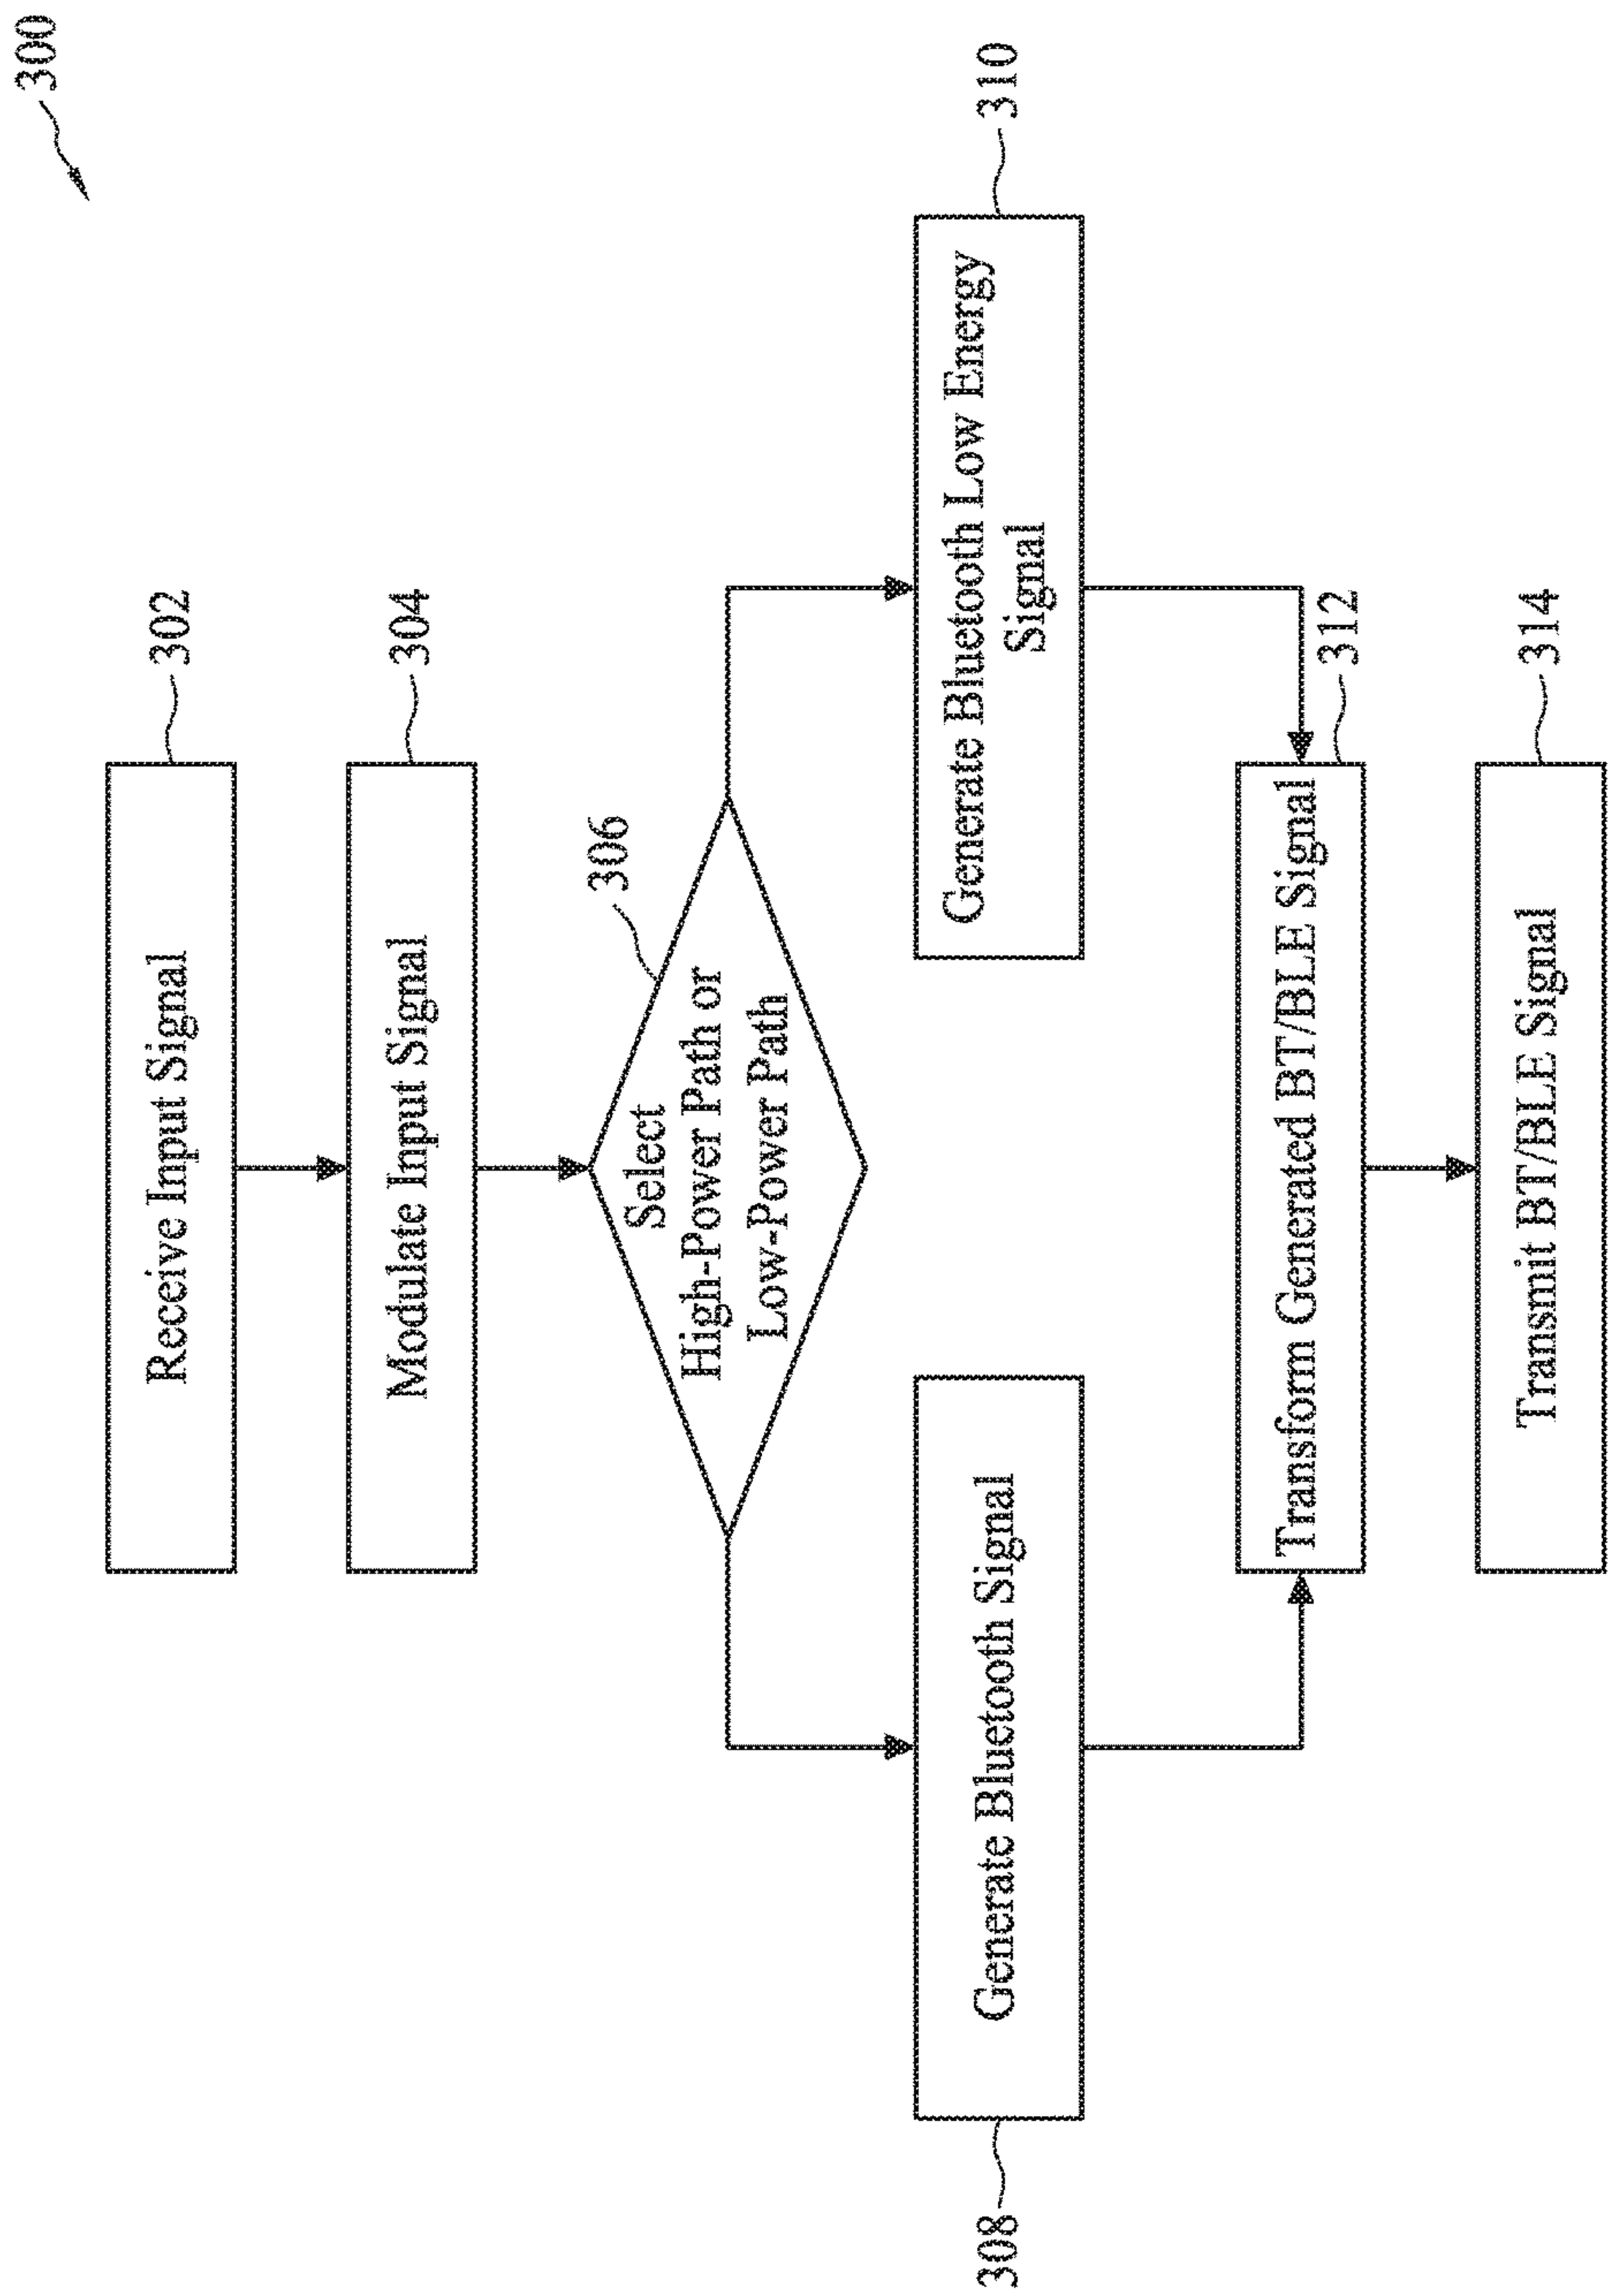 300
Receive Input Signal
302
Modulate Input Signal
304
306
Select
High-Power Path or
Low-Power Path
308
Generate Bluetooth Signal
Generate Bluetooth Low Energy
Signal
310
Transform Generated BT/BLE Signal
312
Transmit BT/BLE Signal
314